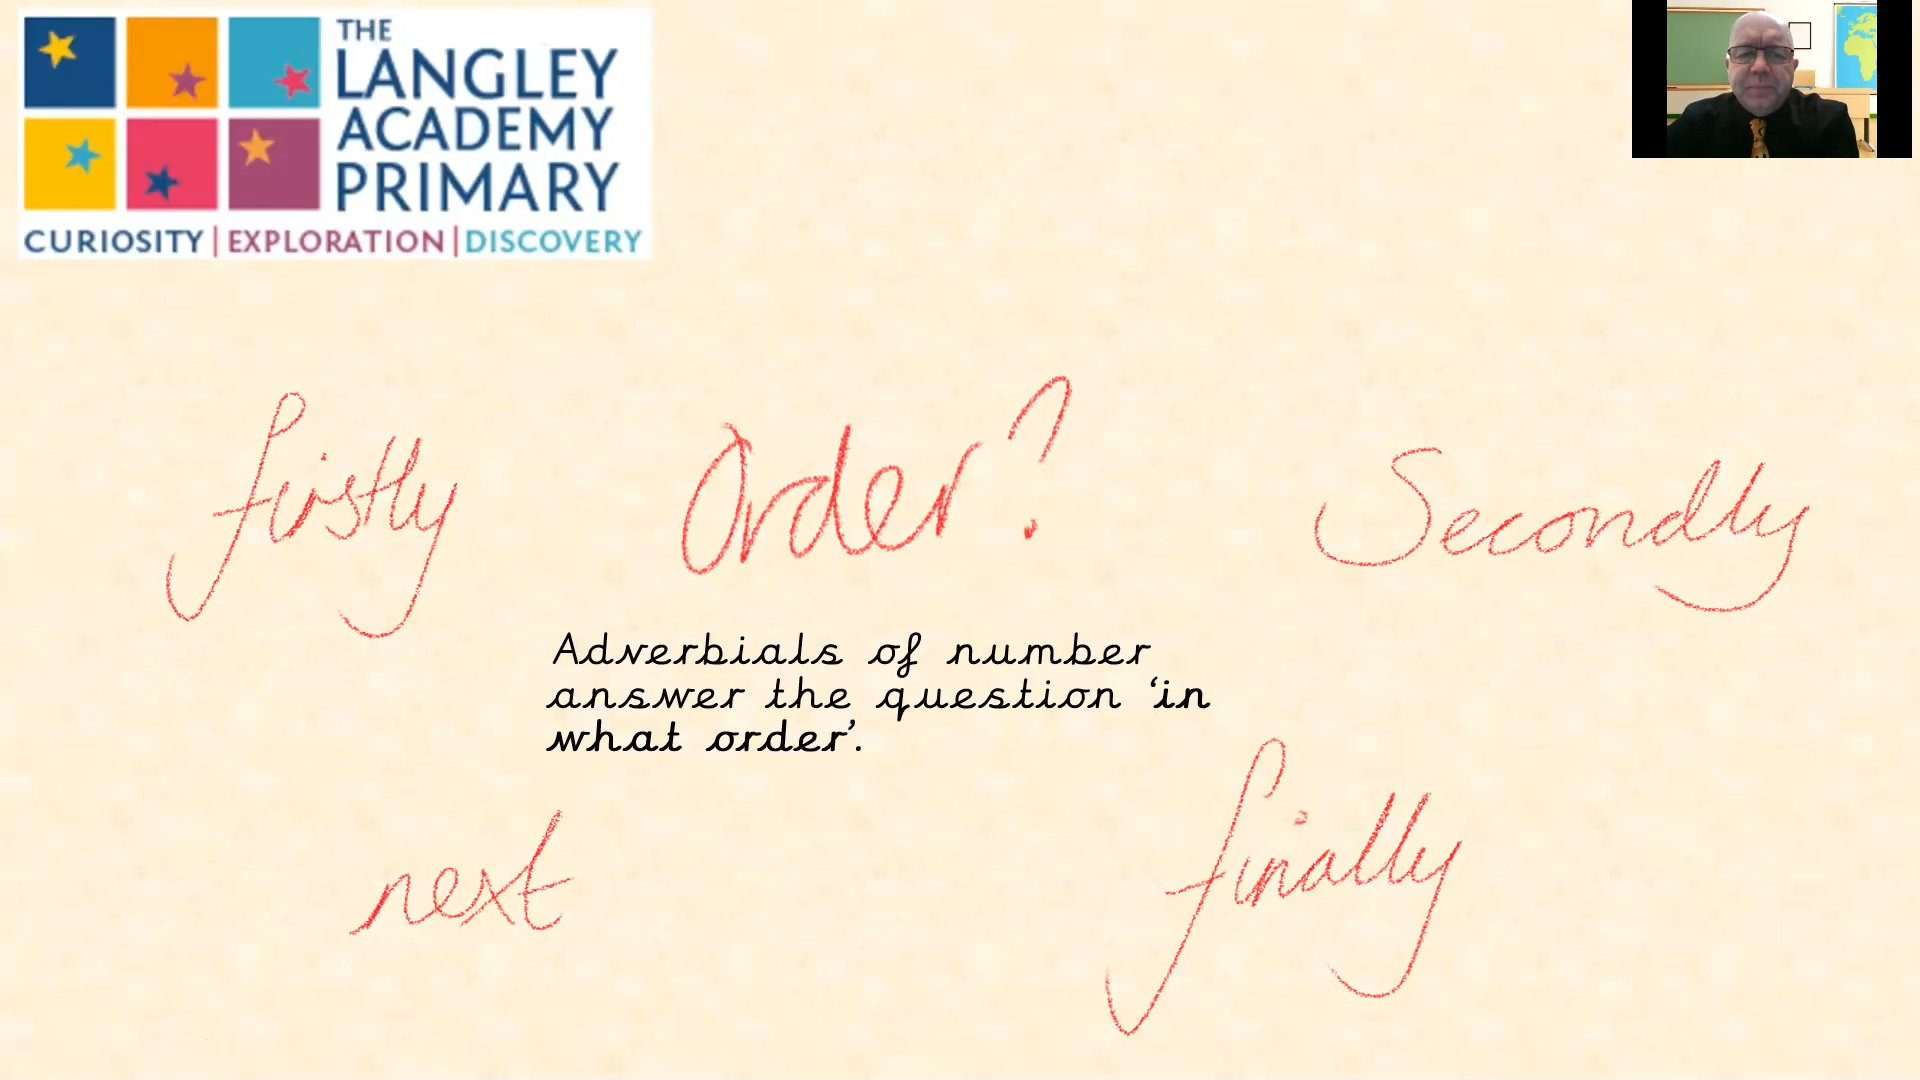 THE
LANGLEY
ACADEMY
PRIMARY
CURIOSITY | EXPLORATION | DISCOVERY
firstly
Order?
Secondly
Adverbials of number
answer the question ‘in
what order’.
next
finally